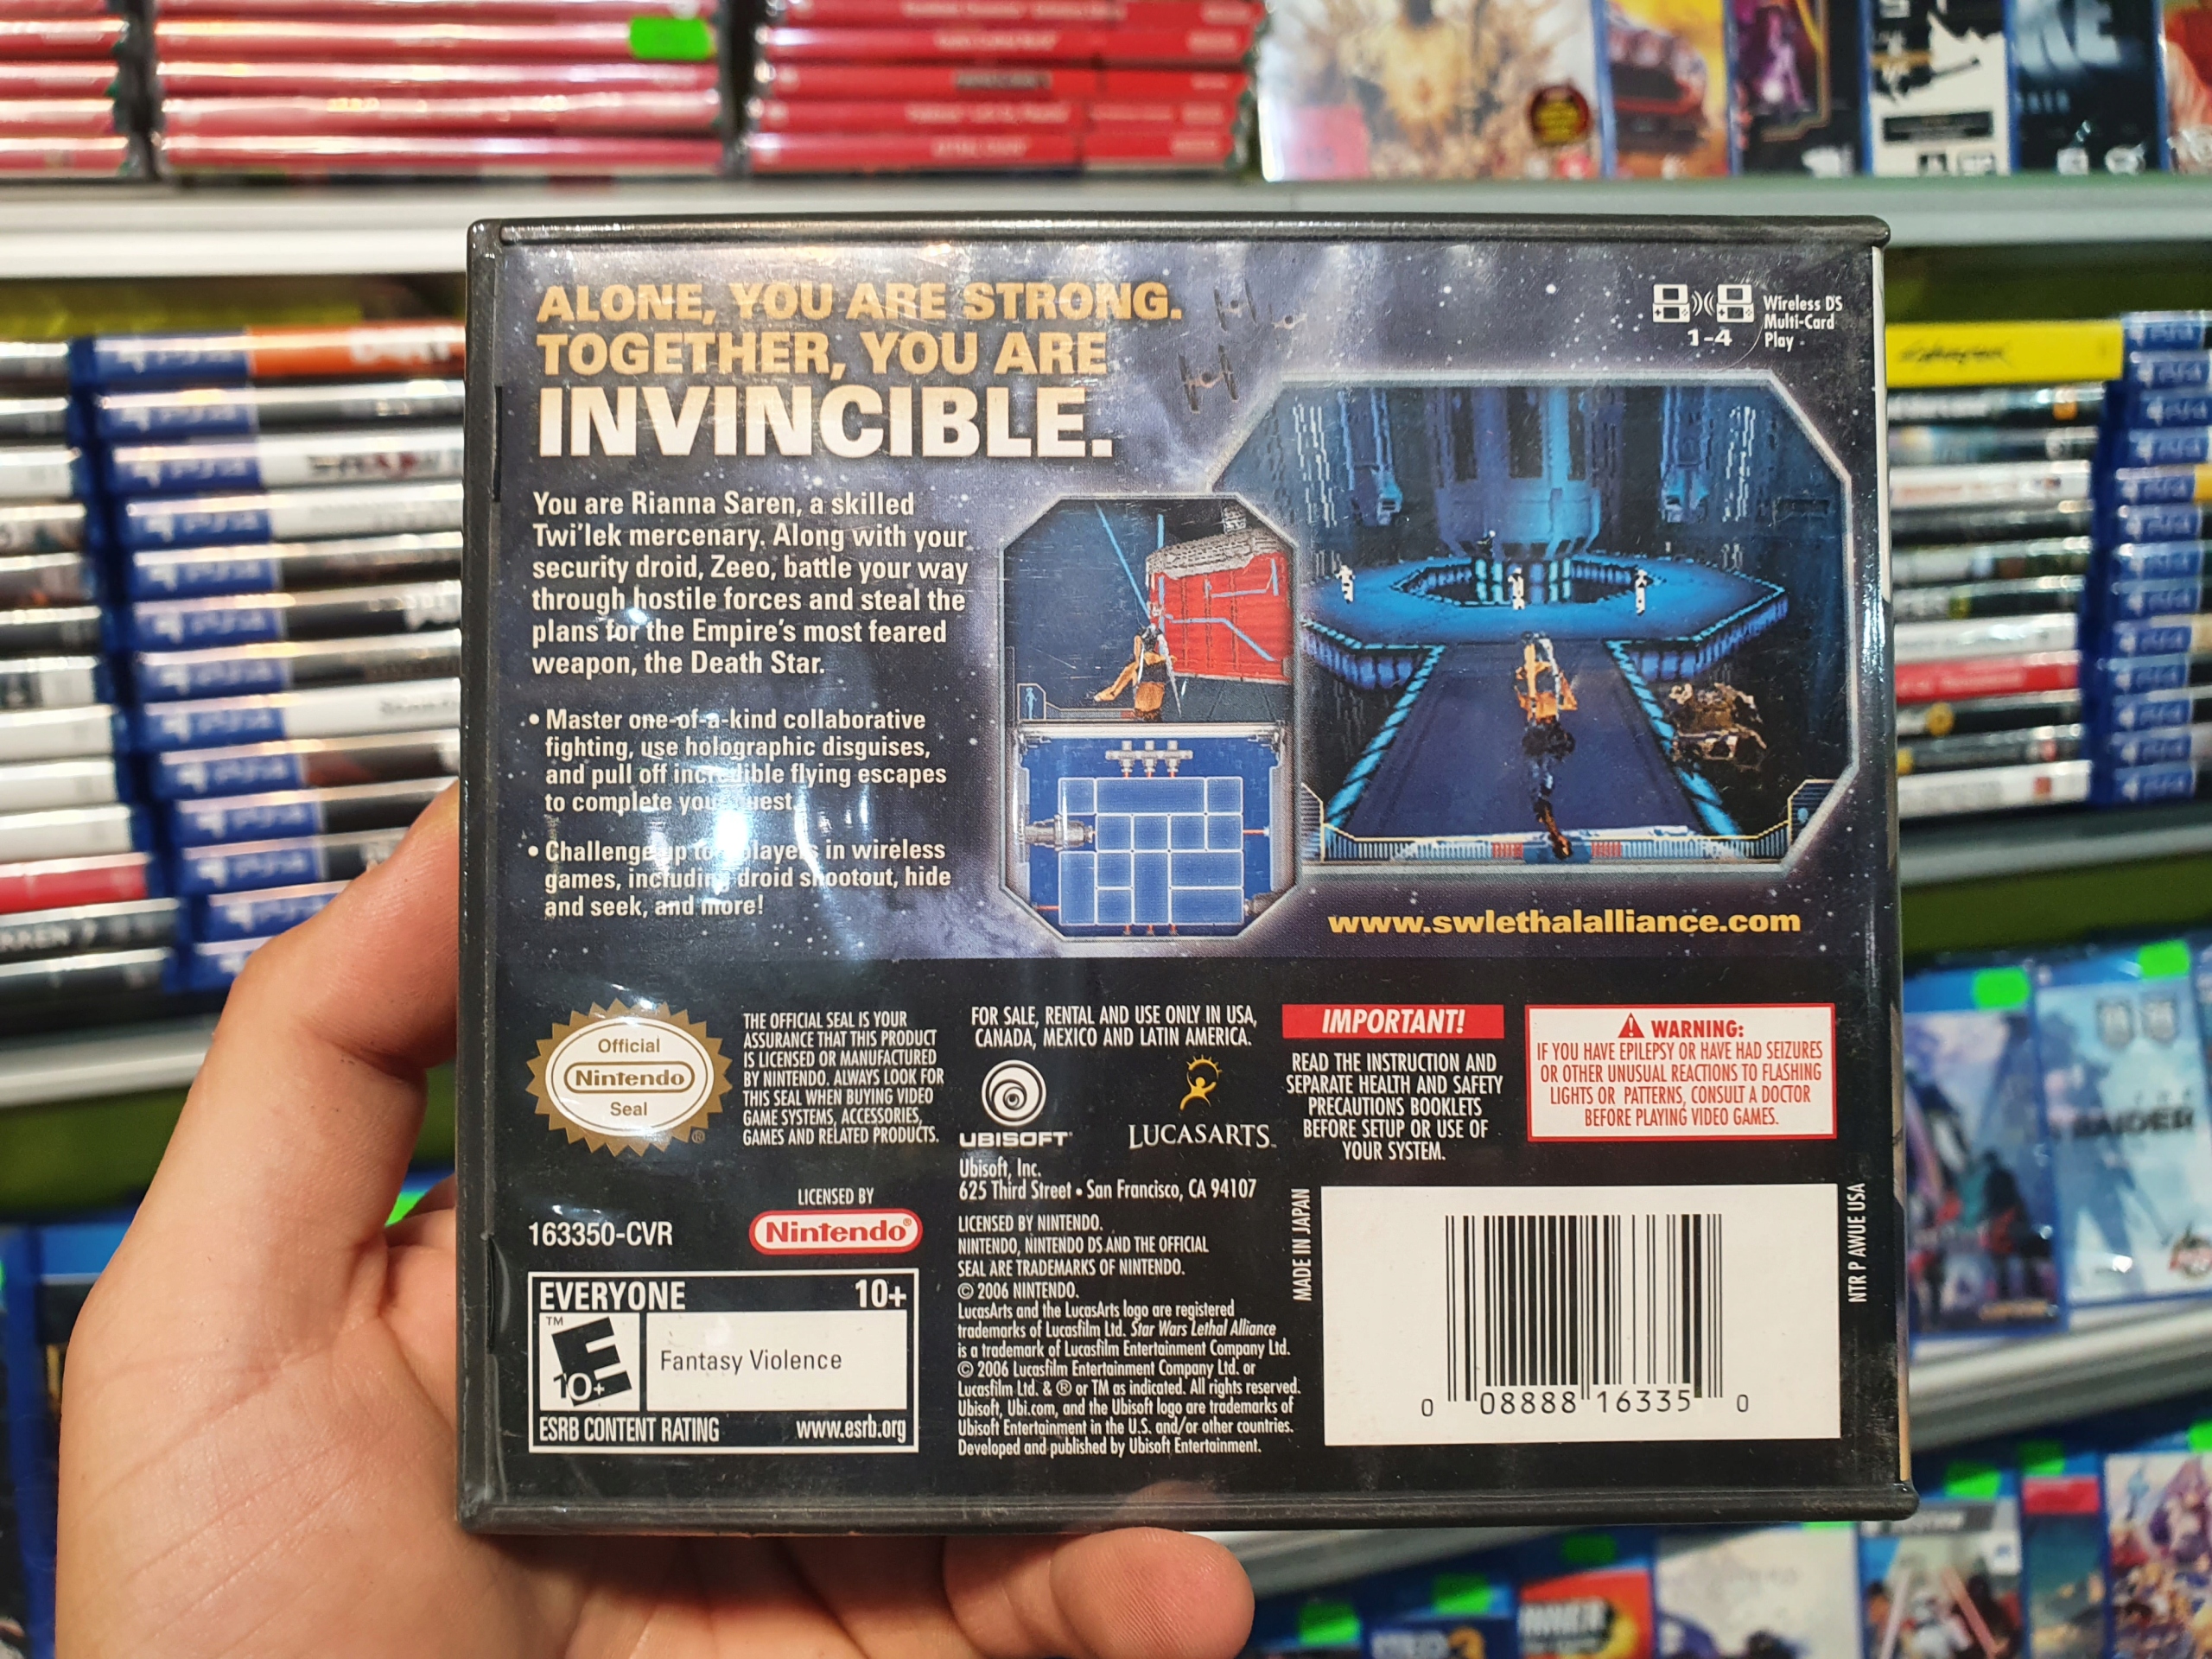 ALONE, YOU ARE STRONG.
TOGETHER, YOU ARE
INVINCIBLE.
Wireless DS
Multi-Card
Play
1-4
You are Rianna Saren, a skilled
Twi'lek mercenary. Along with your
security droid, Zeeo, battle your way
through hostile forces and steal the
plans for the Empire's most feared
weapon, the Death Star.
• Master one-of-a-kind collaborative
fighting, use holographic disguises,
and pull off incredible flying escapes
to complete your quest.
• Challenge up to players in wireless
games, including droid shootout, hide
and seek, and more!
www.swlethalalliance.com
Official
Nintendo
Seal
®
THE OFFICIAL SEAL IS YOUR
ASSURANCE THAT THIS PRODUCT
IS LICENSED OR MANUFACTURED
BY NINTENDO. ALWAYS LOOK FOR
THIS SEAL WHEN BUYING VIDEO
GAME SYSTEMS, ACCESSORIES,
GAMES AND RELATED PRODUCTS.
FOR SALE, RENTAL AND USE ONLY IN USA,
CANADA, MEXICO AND LATIN AMERICA.
UBISOFT
LUCASARTS
IMPORTANT!
READ THE INSTRUCTION AND
SEPARATE HEALTH AND SAFETY
PRECAUTIONS BOOKLETS
BEFORE SETUP OR USE OF
YOUR SYSTEM.
WARNING:
IF YOU HAVE EPILEPSY OR HAVE HAD SEIZURES
OR OTHER UNUSUAL REACTIONS TO FLASHING
LIGHTS OR PATTERNS, CONSULT A DOCTOR
BEFORE PLAYING VIDEO GAMES.
163350-CVR
LICENSED BY
Nintendo®
EVERYONE 10+
TM
E
10+
Fantasy Violence
ESRB CONTENT RATING www.esrb.org
Ubisoft, Inc.
625 Third Street • San Francisco, CA 94107
LICENSED BY NINTENDO.
NINTENDO, NINTENDO DS AND THE OFFICIAL
SEAL ARE TRADEMARKS OF NINTENDO.
© 2006 NINTENDO.
LucasArts and the LucasArts logo are registered
trademarks of Lucasfilm Ltd. Star Wars Lethal Alliance
is a trademark of Lucasfilm Entertainment Company Ltd.
© 2006 Lucasfilm Entertainment Company Ltd. or
Lucasfilm Ltd. & ® or TM as indicated. All rights reserved.
Ubisoft, Ubi.com, and the Ubisoft logo are trademarks of
Ubisoft Entertainment in the U.S. and/or other countries.
Developed and published by Ubisoft Entertainment.
MADE IN JAPAN
0 08888 16335 0
NTR P AWUE USA